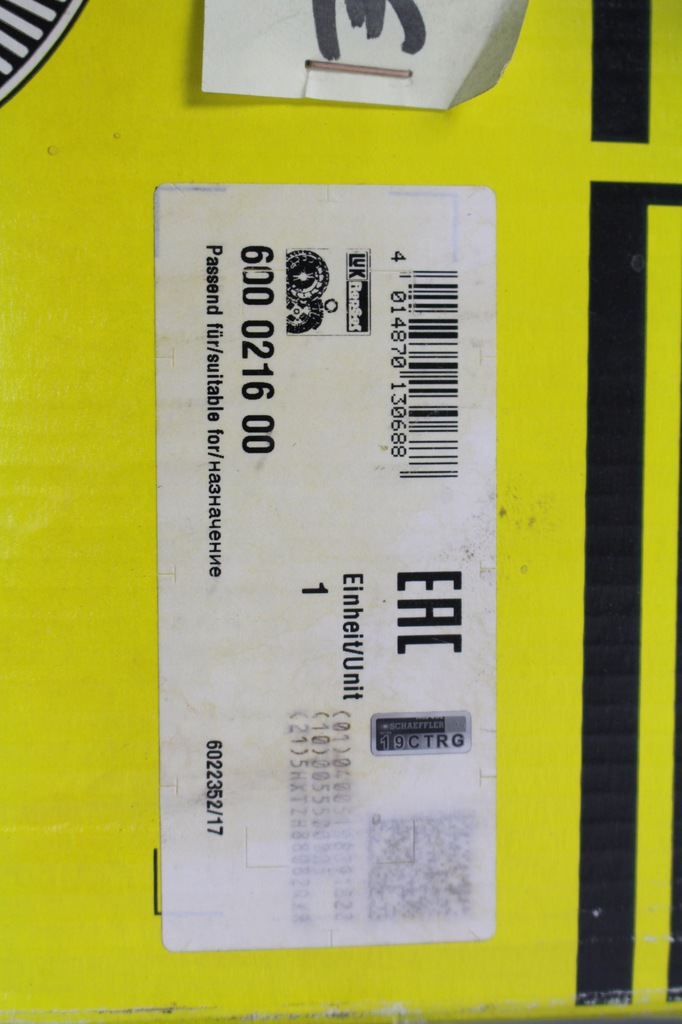 LuK RepSet
4 014870 130688
600 0216 00
Passend für/suitable for/назначение
EAC
Einheit/Unit
1
SCHAEFFLER
19CTRG
6022352/17